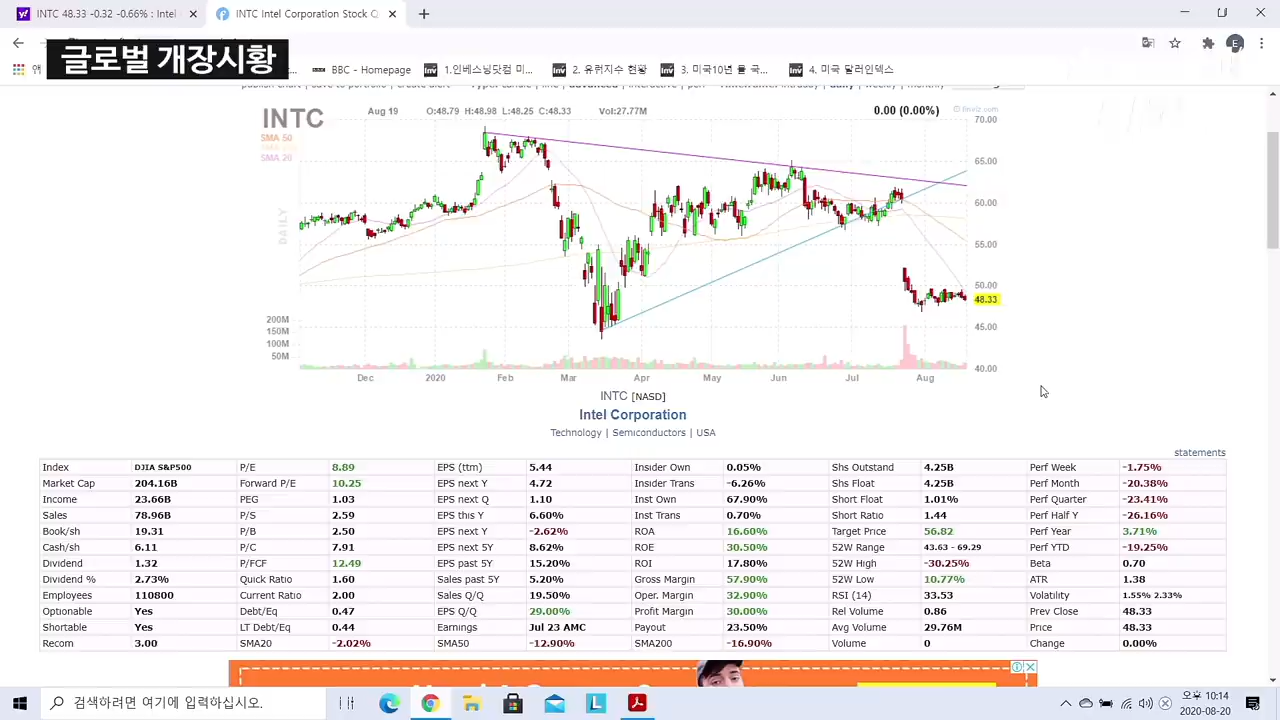 INTC 48.33 -0.32 -0.66% : Intel
INTC Intel Corporation Stock Q
글로벌 개장시황
BBC - Homepage
1.인베스닝닷컴 미...
2. 유뤕지수 현황
3. 미국10년 뮬 국...
4. 미국 달러인덱스
publish chart | save to portfolio | create alert
INTC Aug 19 O:48.79 H:48.98 L:48.25 C:48.33 Vol:27.77M 0.00 (0.00%) © finviz.com
SMA 50
SMA 20
DAILY
70.00
65.00
60.00
55.00
50.00
48.33
45.00
40.00
200M
150M
100M
50M
Dec 2020 Feb Mar Apr May Jun Jul Aug
INTC [NASD]
Intel Corporation
Technology | Semiconductors | USA
statements
Index DJIA S&P500 P/E 8.89 EPS (ttm) 5.44 Insider Own 0.05% Shs Outstand 4.25B Perf Week -1.75%
Market Cap 204.16B Forward P/E 10.25 EPS next Y 4.72 Insider Trans -6.26% Shs Float 4.25B Perf Month -20.38%
Income 23.66B PEG 1.03 EPS next Q 1.10 Inst Own 67.90% Short Float 1.01% Perf Quarter -23.41%
Sales 78.96B P/S 2.59 EPS this Y 6.60% Inst Trans 0.70% Short Ratio 1.44 Perf Half Y -26.16%
Book/sh 19.31 P/B 2.50 EPS next Y -2.62% ROA 16.60% Target Price 56.82 Perf Year 3.71%
Cash/sh 6.11 P/C 7.91 EPS next 5Y 8.62% ROE 30.50% 52W Range 43.63 - 69.29 Perf YTD -19.25%
Dividend 1.32 P/FCF 12.49 EPS past 5Y 15.20% ROI 17.80% 52W High -30.25% Beta 0.70
Dividend % 2.73% Quick Ratio 1.60 Sales past 5Y 5.20% Gross Margin 57.90% 52W Low 10.77% ATR 1.38
Employees 110800 Current Ratio 2.00 Sales Q/Q 19.50% Oper. Margin 32.90% RSI (14) 33.53 Volatility 1.55% 2.33%
Optionable Yes Debt/Eq 0.47 EPS Q/Q 29.00% Profit Margin 30.00% Rel Volume 0.86 Prev Close 48.33
Shortable Yes LT Debt/Eq 0.44 Earnings Jul 23 AMC Payout 23.50% Avg Volume 29.76M Price 48.33
Recom 3.00 SMA20 -2.02% SMA50 -12.90% SMA200 -16.90% Volume 0 Change 0.00%
검색하려면 여기에 입력하십시오.
오후 10:14
2020-08-20